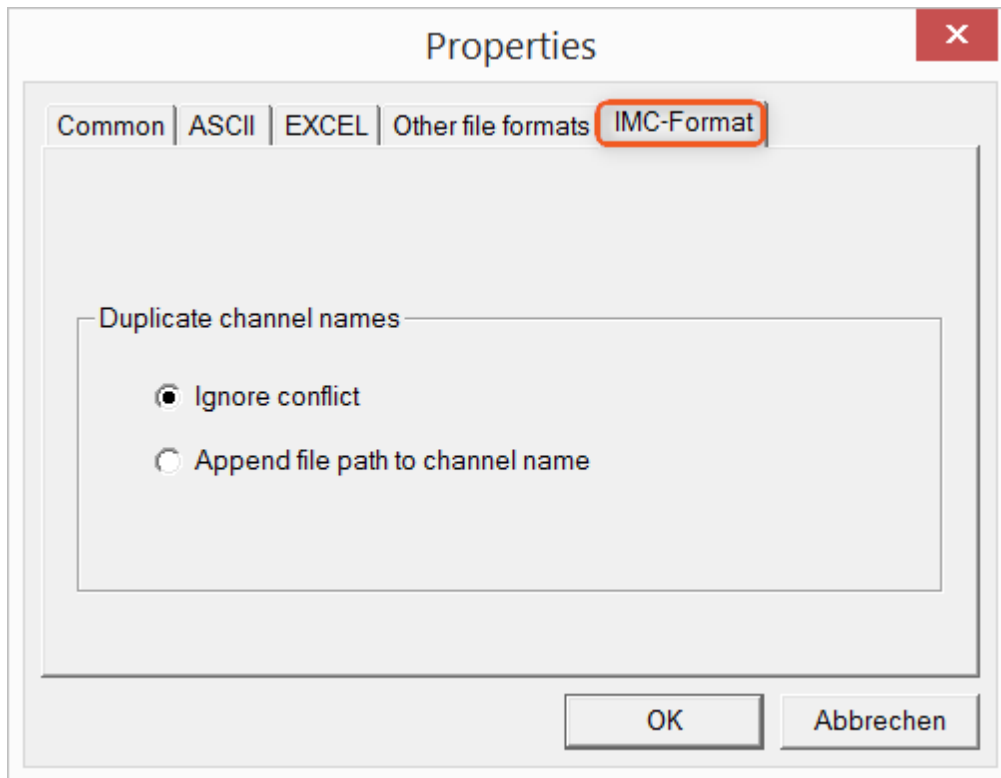 Properties
Common ASCII EXCEL Other file formats IMC-Format
Duplicate channel names
Ignore conflict
Append file path to channel name
OK Abbrechen